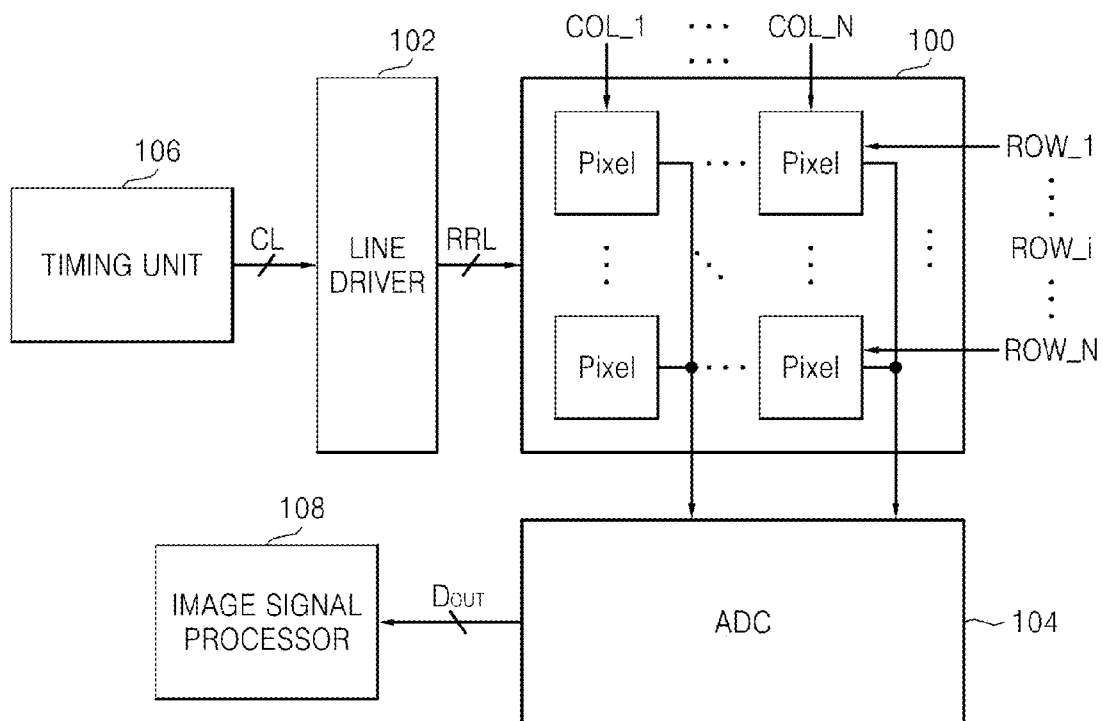 COL_1 ... COL_N
...
102
100
106
Pixel ... Pixel
ROW_1
TIMING UNIT
CL
LINE
DRIVER
RRL
ROW_i
Pixel ... Pixel
ROW_N
108
IMAGE SIGNAL
PROCESSOR
DOUT
ADC
104